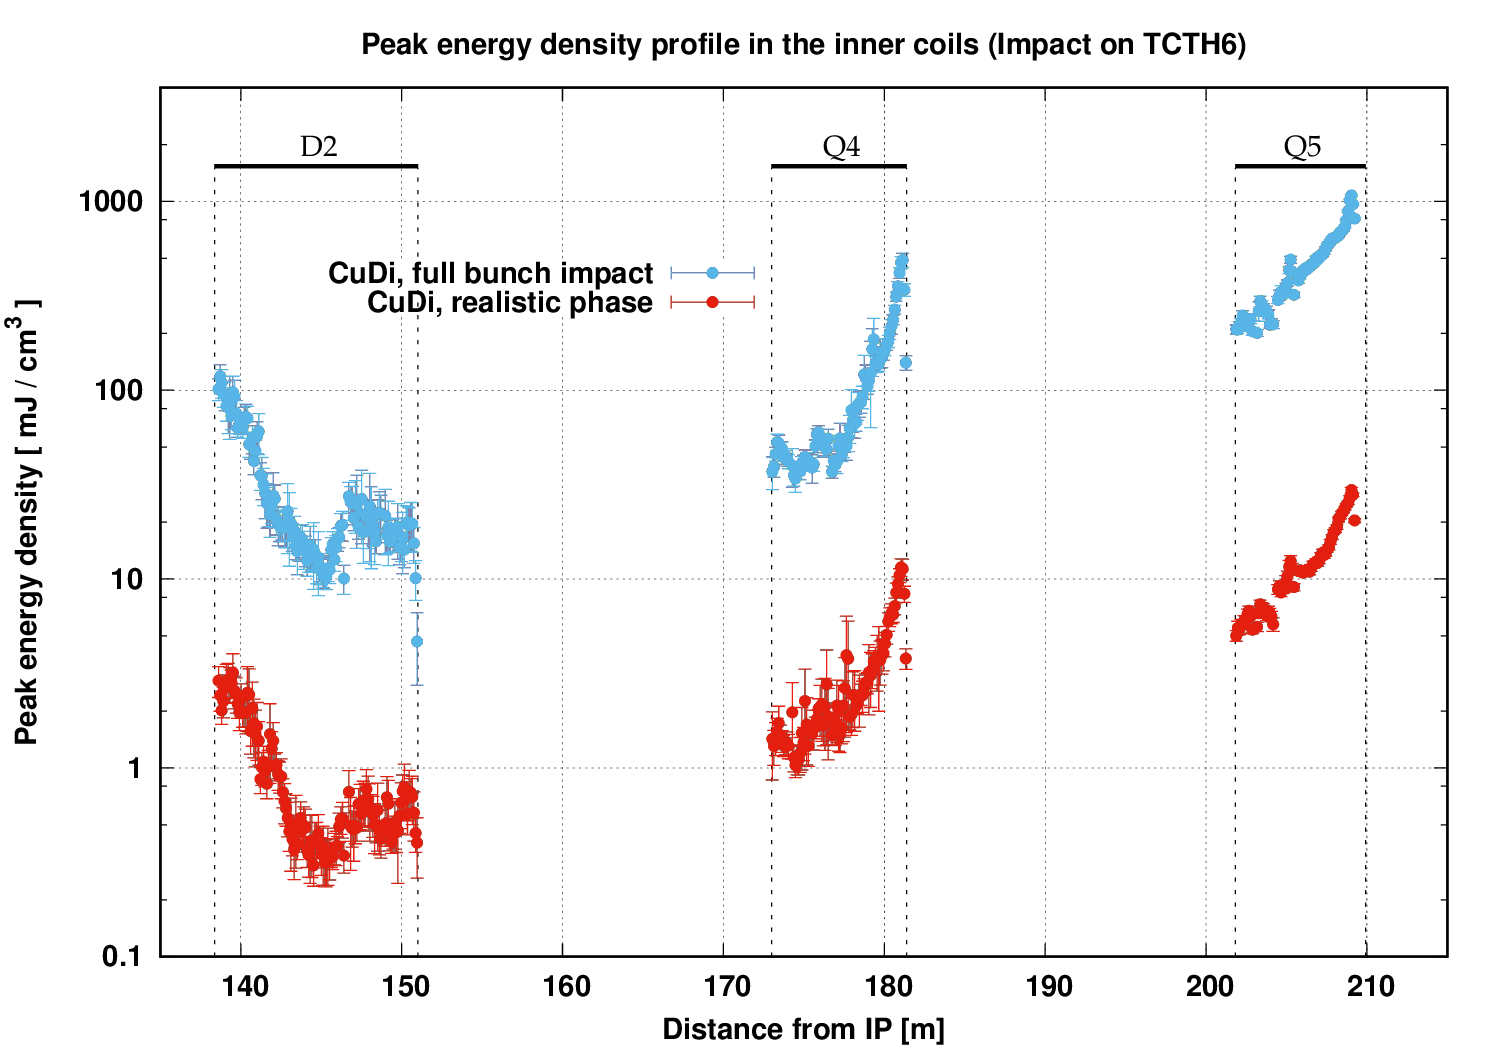 Peak energy density profile in the inner coils (Impact on TCTH6)
D2
Q4
Q5
CuDi, full bunch impact
CuDi, realistic phase
Peak energy density [ mJ / cm³ ]
1000
100
10
1
0.1
140 150 160 170 180 190 200 210
Distance from IP [m]